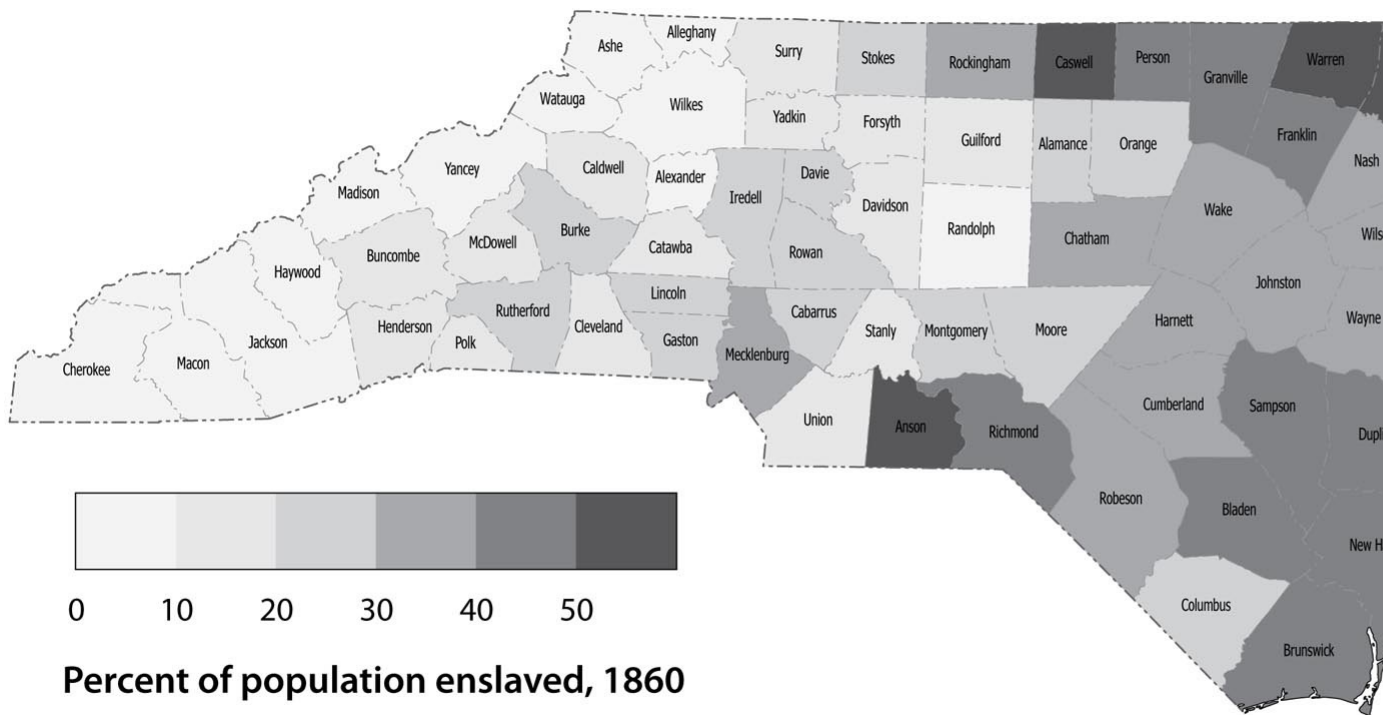 Ashe
Alleghany
Surry
Stokes
Rockingham
Caswell
Person
Granville
Warren
Watauga
Wilkes
Yadkin
Forsyth
Guilford
Alamance
Orange
Franklin
Nash
Madison
Yancey
Caldwell
Alexander
Iredell
Davie
Davidson
Randolph
Chatham
Wake
Wils
Haywood
Buncombe
McDowell
Burke
Catawba
Rowan
Johnston
Cherokee
Macon
Jackson
Henderson
Rutherford
Polk
Cleveland
Lincoln
Gaston
Mecklenburg
Cabarrus
Stanly
Montgomery
Moore
Harnett
Wayne
Union
Anson
Richmond
Cumberland
Sampson
Dupli
Robeson
Bladen
New H
Columbus
Brunswick
0 10 20 30 40 50
Percent of population enslaved, 1860